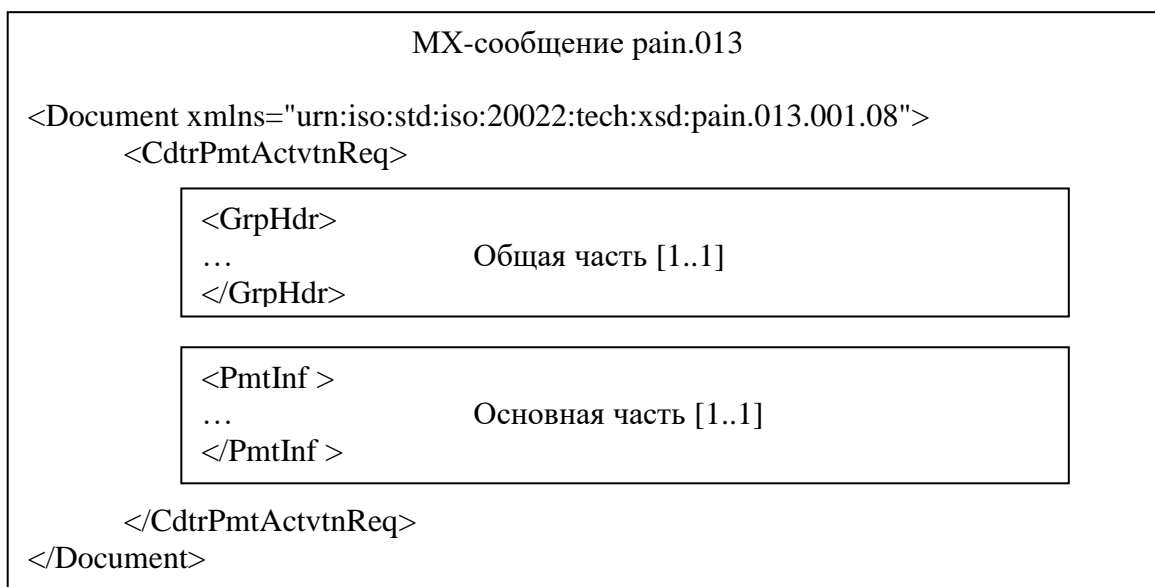 МХ-сообщение pain.013
<Document xmlns="urn:iso:std:iso:20022:tech:xsd:pain.013.001.08">
<CdtrPmtActvtnReq>
<GrpHdr>
… Общая часть [1..1]
</GrpHdr>
<PmtInf >
… Основная часть [1..1]
</PmtInf >
</CdtrPmtActvtnReq>
</Document>